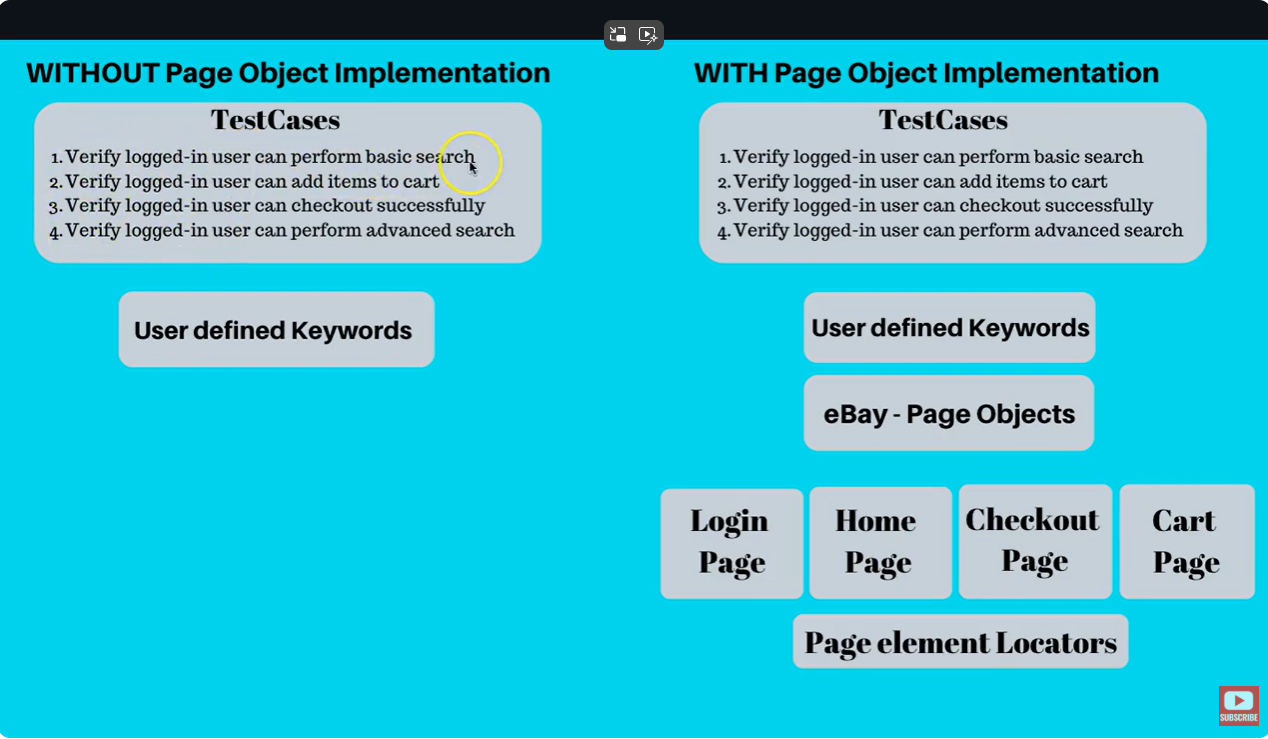 WITHOUT Page Object Implementation
TestCases
1. Verify logged-in user can perform basic search
2. Verify logged-in user can add items to cart
3. Verify logged-in user can checkout successfully
4. Verify logged-in user can perform advanced search
User defined Keywords
WITH Page Object Implementation
TestCases
1. Verify logged-in user can perform basic search
2. Verify logged-in user can add items to cart
3. Verify logged-in user can checkout successfully
4. Verify logged-in user can perform advanced search
User defined Keywords
eBay - Page Objects
Login
Page
Home
Page
Checkout
Page
Cart
Page
Page element Locators
SUBSCRIBE